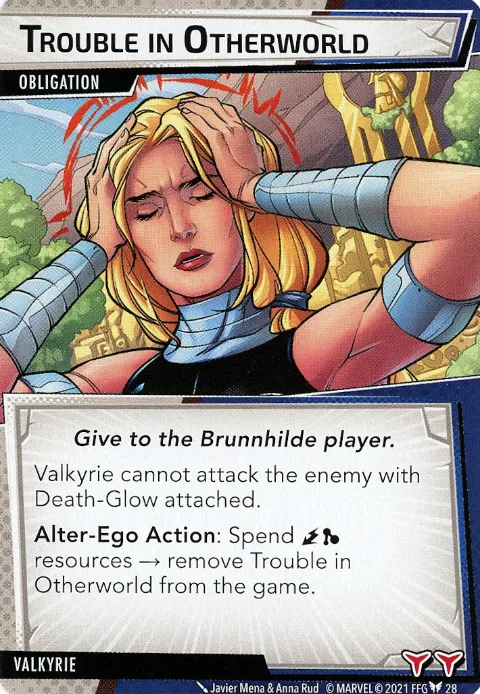 TROUBLE IN OTHERWORLD
OBLIGATION
Give to the Brunnhilde player.
Valkyrie cannot attack the enemy with
Death-Glow attached.
Alter-Ego Action: Spend
resources → remove Trouble in
Otherworld from the game.
VALKYRIE
Javier Mena & Anna Rud © MARVEL © 2021 FFG 28